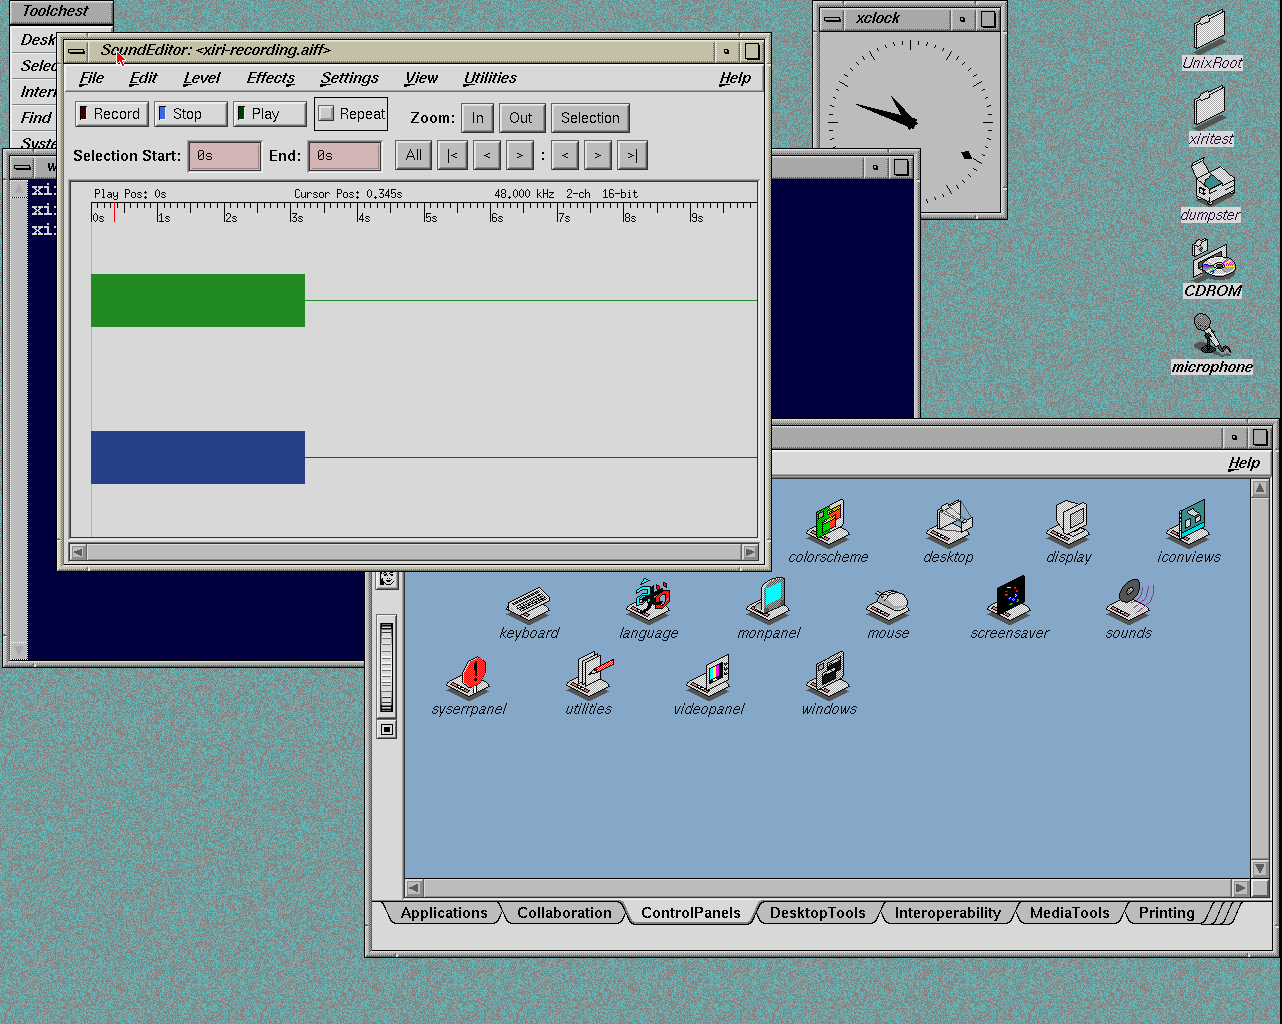 Toolchest
Desk
Selec
Inter
Find
Syste
SoundEditor: <xiri-recording.aiff>
File Edit Level Effects Settings View Utilities Help
Record Stop Play Repeat Zoom: In Out Selection
Selection Start: 0s End: 0s All |< < > : < > >|
Play Pos: 0s Cursor Pos: 0.345s 48.000 kHz 2-ch 16-bit
0s 1s 2s 3s 4s 5s 6s 7s 8s 9s
w
xi
xi
xi
xclock
UnixRoot
xiritest
dumpster
CDROM
microphone
Help
colorscheme desktop display iconviews
keyboard language monpanel mouse screensaver sounds
syserrpanel utilities videopanel windows
Applications Collaboration ControlPanels DesktopTools Interoperability MediaTools Printing